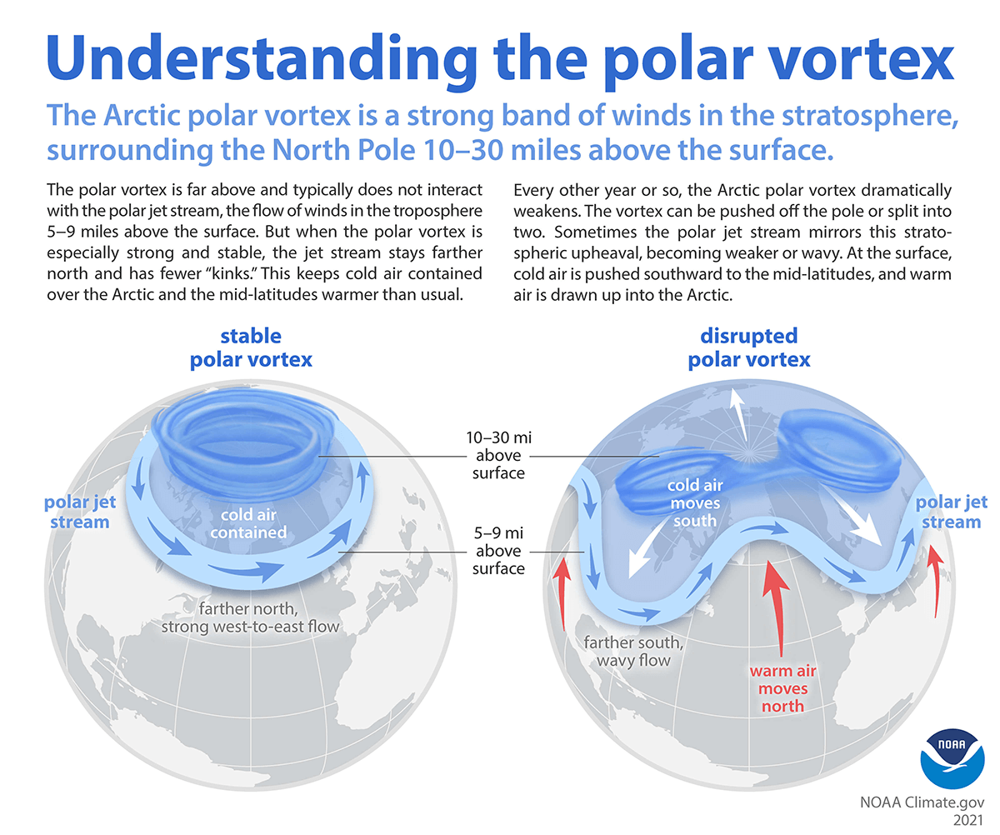 Understanding the polar vortex
The Arctic polar vortex is a strong band of winds in the stratosphere,
surrounding the North Pole 10–30 miles above the surface.
The polar vortex is far above and typically does not interact
with the polar jet stream, the flow of winds in the troposphere
5–9 miles above the surface. But when the polar vortex is
especially strong and stable, the jet stream stays farther
north and has fewer “kinks.” This keeps cold air contained
over the Arctic and the mid-latitudes warmer than usual.
Every other year or so, the Arctic polar vortex dramatically
weakens. The vortex can be pushed off the pole or split into
two. Sometimes the polar jet stream mirrors this strato-
spheric upheaval, becoming weaker or wavy. At the surface,
cold air is pushed southward to the mid-latitudes, and warm
air is drawn up into the Arctic.
stable
polar vortex
polar jet
stream
cold air
contained
farther north,
strong west-to-east flow
10–30 mi
above
surface
5–9 mi
above
surface
disrupted
polar vortex
cold air
moves
south
polar jet
stream
farther south,
wavy flow
warm air
moves
north
NOAA
NOAA Climate.gov
2021